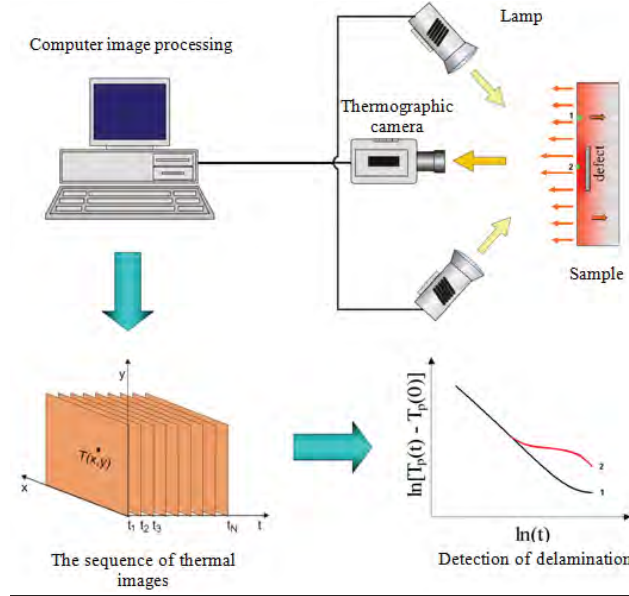 Lamp
Computer image processing
Thermographic
camera
1
2
defect
Sample
y
T(x,y)
x
t1 t2 t3
tN
t
The sequence of thermal
images
ln[Tp(t) - Tp(0)]
2
1
ln(t)
Detection of delamination